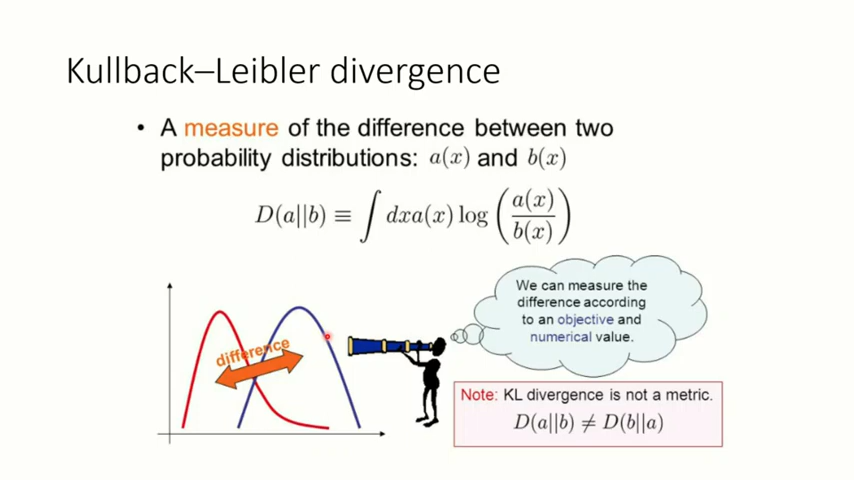 Kullback–Leibler divergence
• A measure of the difference between two
probability distributions: a(x) and b(x)
D(a||b) ≡ ∫ dxa(x) log ( a(x) / b(x) )
We can measure the
difference according
to an objective and
numerical value.
difference
Note: KL divergence is not a metric.
D(a||b) ≠ D(b||a)